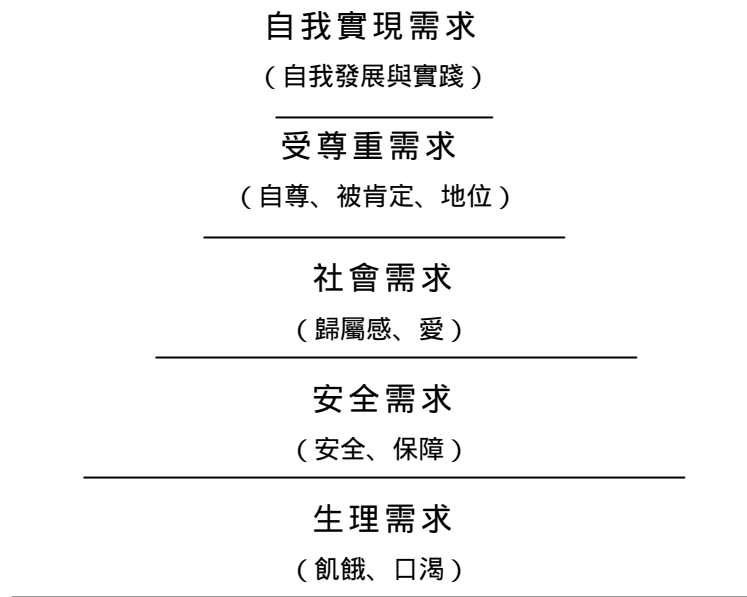 自我實現需求
（自我發展與實踐）
受尊重需求
（自尊、被肯定、地位）
社會需求
（歸屬感、愛）
安全需求
（安全、保障）
生理需求
（飢餓、口渴）